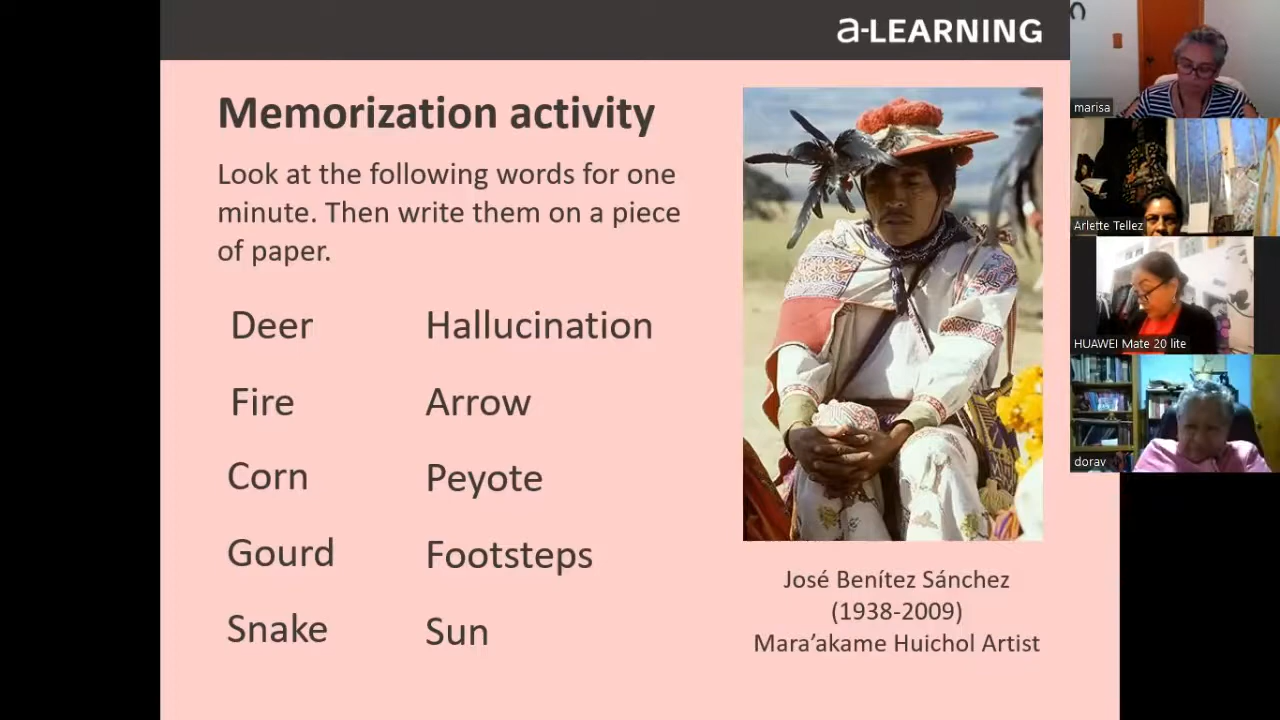 a-LEARNING
Memorization activity
Look at the following words for one
minute. Then write them on a piece
of paper.
Deer
Hallucination
Fire
Arrow
Corn
Peyote
Gourd
Footsteps
Snake
Sun
José Benítez Sánchez
(1938-2009)
Mara’akame Huichol Artist
marisa
Arlette Tellez
HUAWEI Mate 20 lite
dorav